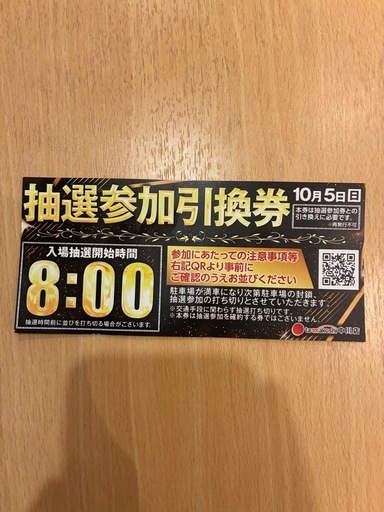 抽選参加引換券
10月5日日
本券は抽選参加券との
引き換えに必要です。
※再発行不可
入場抽選開始時間
8:00
抽選時間前に並びを打ち切る場合がございます。
参加にあたっての注意事項等
右記QRより事前に
ご確認のうえお並びください
駐車場が満車になり次第駐車場の封鎖、
抽選参加の打ち切りとさせていただきます
※交通手段に関わらず抽選打切りです。
※本券は抽選参加を確約する券ではございません。
中川店